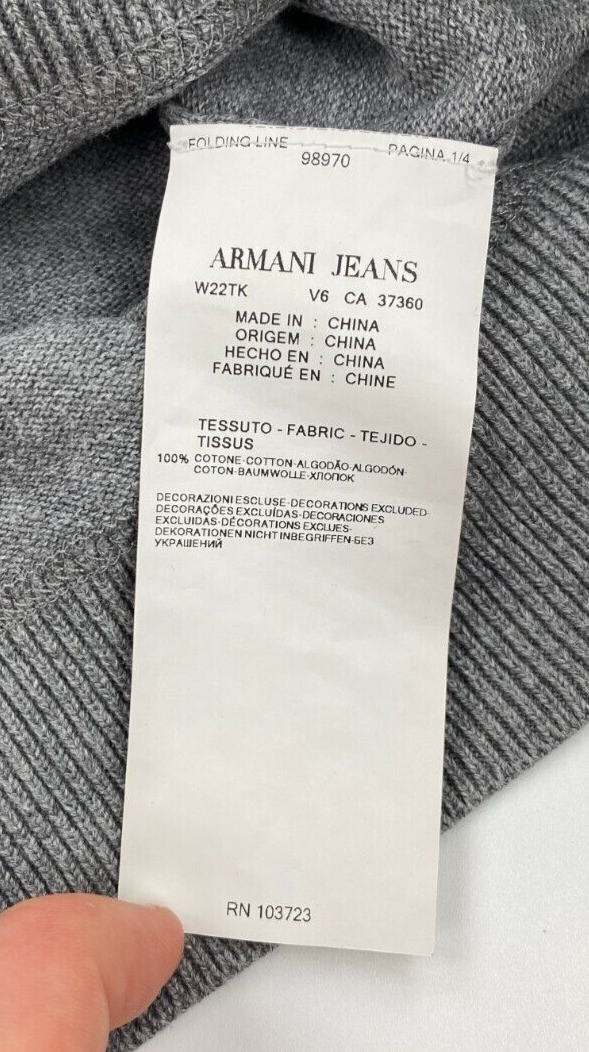 FOLDING LINE PAGINA 1/4
98970
ARMANI JEANS
W22TK V6 CA 37360
MADE IN : CHINA
ORIGEM : CHINA
HECHO EN : CHINA
FABRIQUÉ EN : CHINE
TESSUTO - FABRIC - TEJIDO -
TISSUS
100% COTONE-COTTON-ALGODÃO-ALGODÓN-
COTON-BAUMWOLLE-ХЛОПОК
DECORAZIONI ESCLUSE-DECORATIONS EXCLUDED-
DECORAÇÕES EXCLUÍDAS-DECORACIONES
EXCLUIDAS-DÉCORATIONS EXCLUES-
DEKORATIONEN NICHT INBEGRIFFEN-БЕЗ
УКРАШЕНИЙ
RN 103723